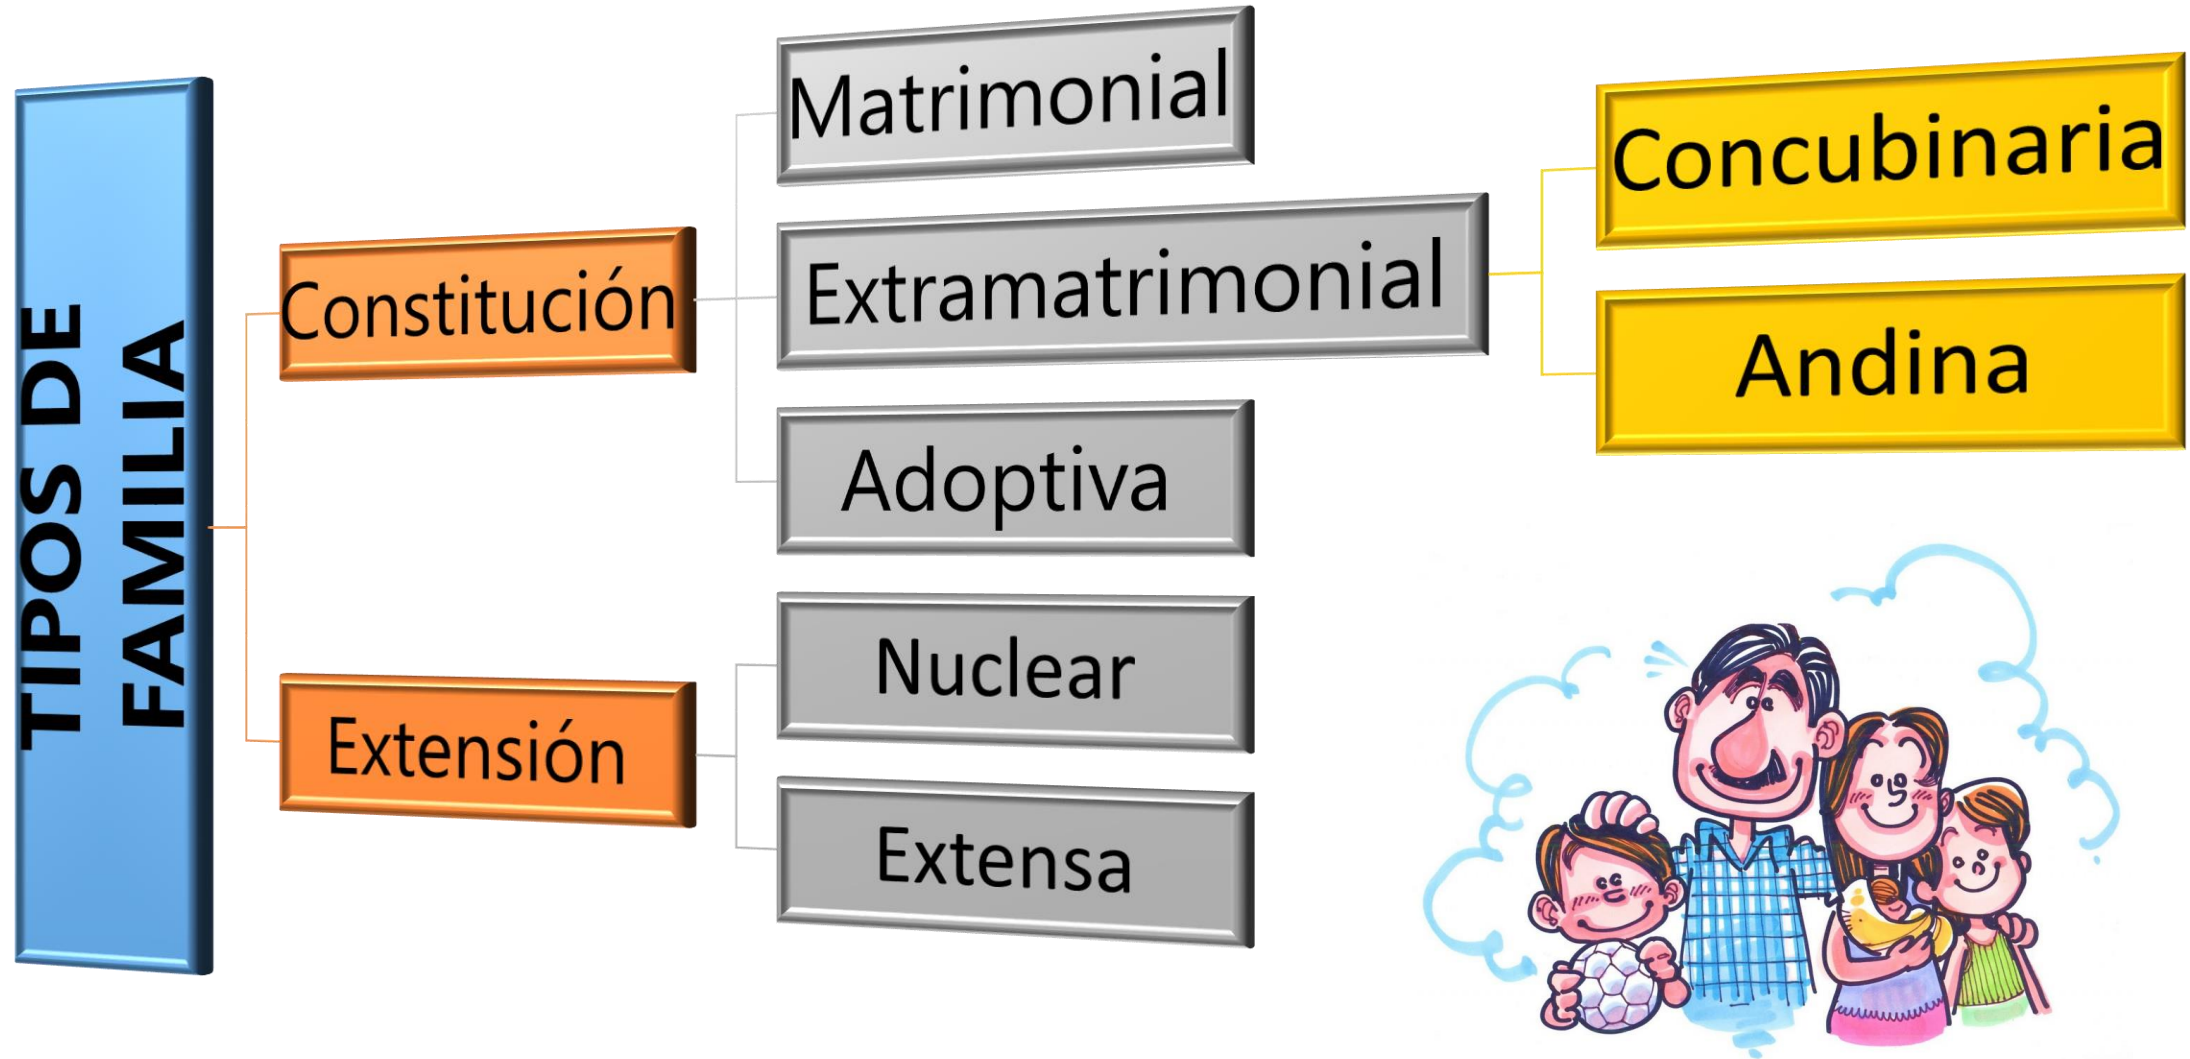 TIPOS DE
FAMILIA
Constitución
Matrimonial
Extramatrimonial
Concubinaria
Andina
Adoptiva
Extensión
Nuclear
Extensa